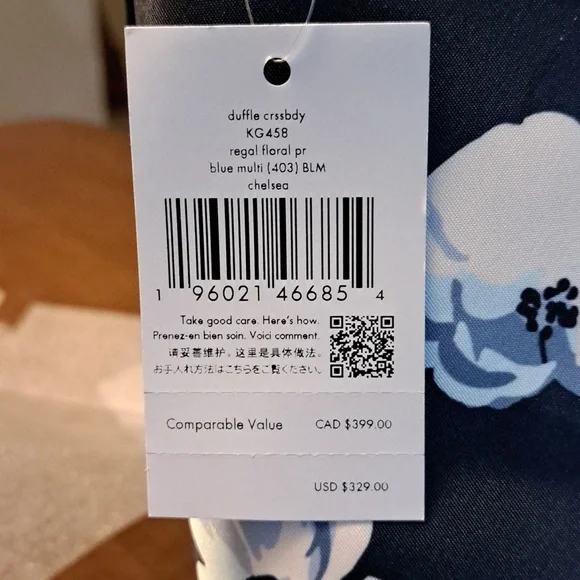 duffle crssbdy
KG458
regal floral pr
blue multi (403) BLM
chelsea
1 96021 46685 4
Take good care. Here's how.
Prenez-en bien soin. Voici comment.
请妥善维护。这里是具体做法。
お手入れ方法はこちらをご覧ください。
Comparable Value CAD $399.00
USD $329.00